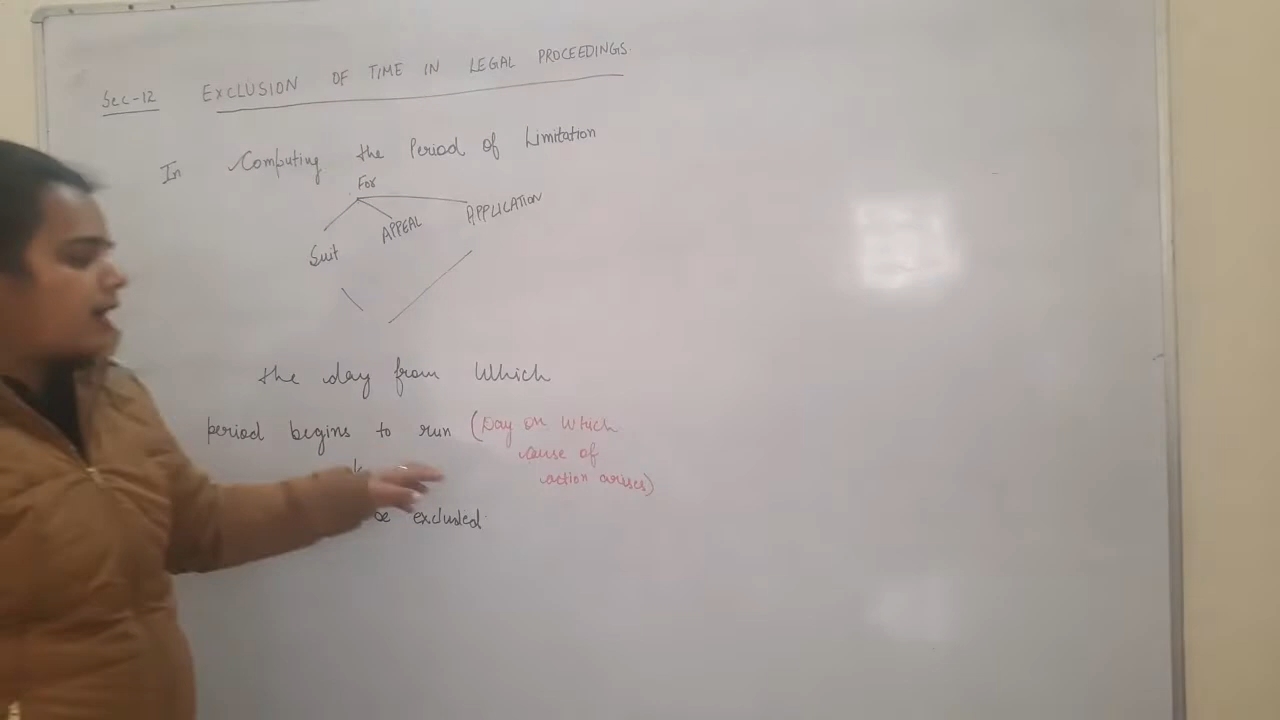 Sec-12 EXCLUSION OF TIME IN LEGAL PROCEEDINGS.
In Computing the Period of Limitation
For
Suit APPEAL APPLICATION
the day from Which
period begins to run (Day on Which
cause of
action arises)
be excluded.